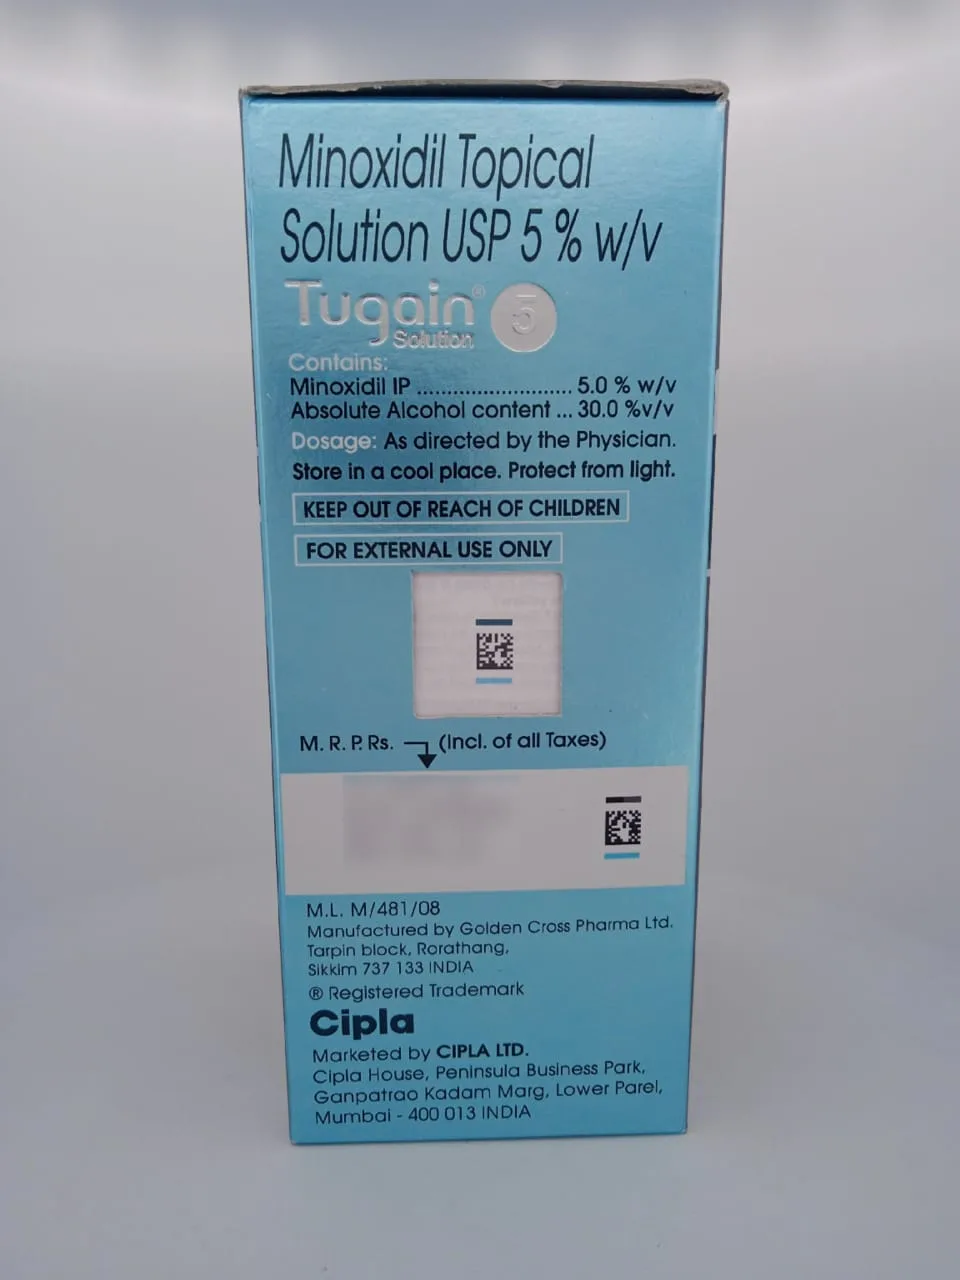 Minoxidil Topical
Solution USP 5 % w/v
Tugain® 5
Solution
Contains:
Minoxidil IP .......................... 5.0 % w/v
Absolute Alcohol content ... 30.0 %v/v
Dosage: As directed by the Physician.
Store in a cool place. Protect from light.
KEEP OUT OF REACH OF CHILDREN
FOR EXTERNAL USE ONLY
M. R. P. Rs. (Incl. of all Taxes)
M.L. M/481/08
Manufactured by Golden Cross Pharma Ltd.
Tarpin block, Rorathang,
Sikkim 737 133 INDIA
® Registered Trademark
Cipla
Marketed by CIPLA LTD.
Cipla House, Peninsula Business Park,
Ganpatrao Kadam Marg, Lower Parel,
Mumbai - 400 013 INDIA